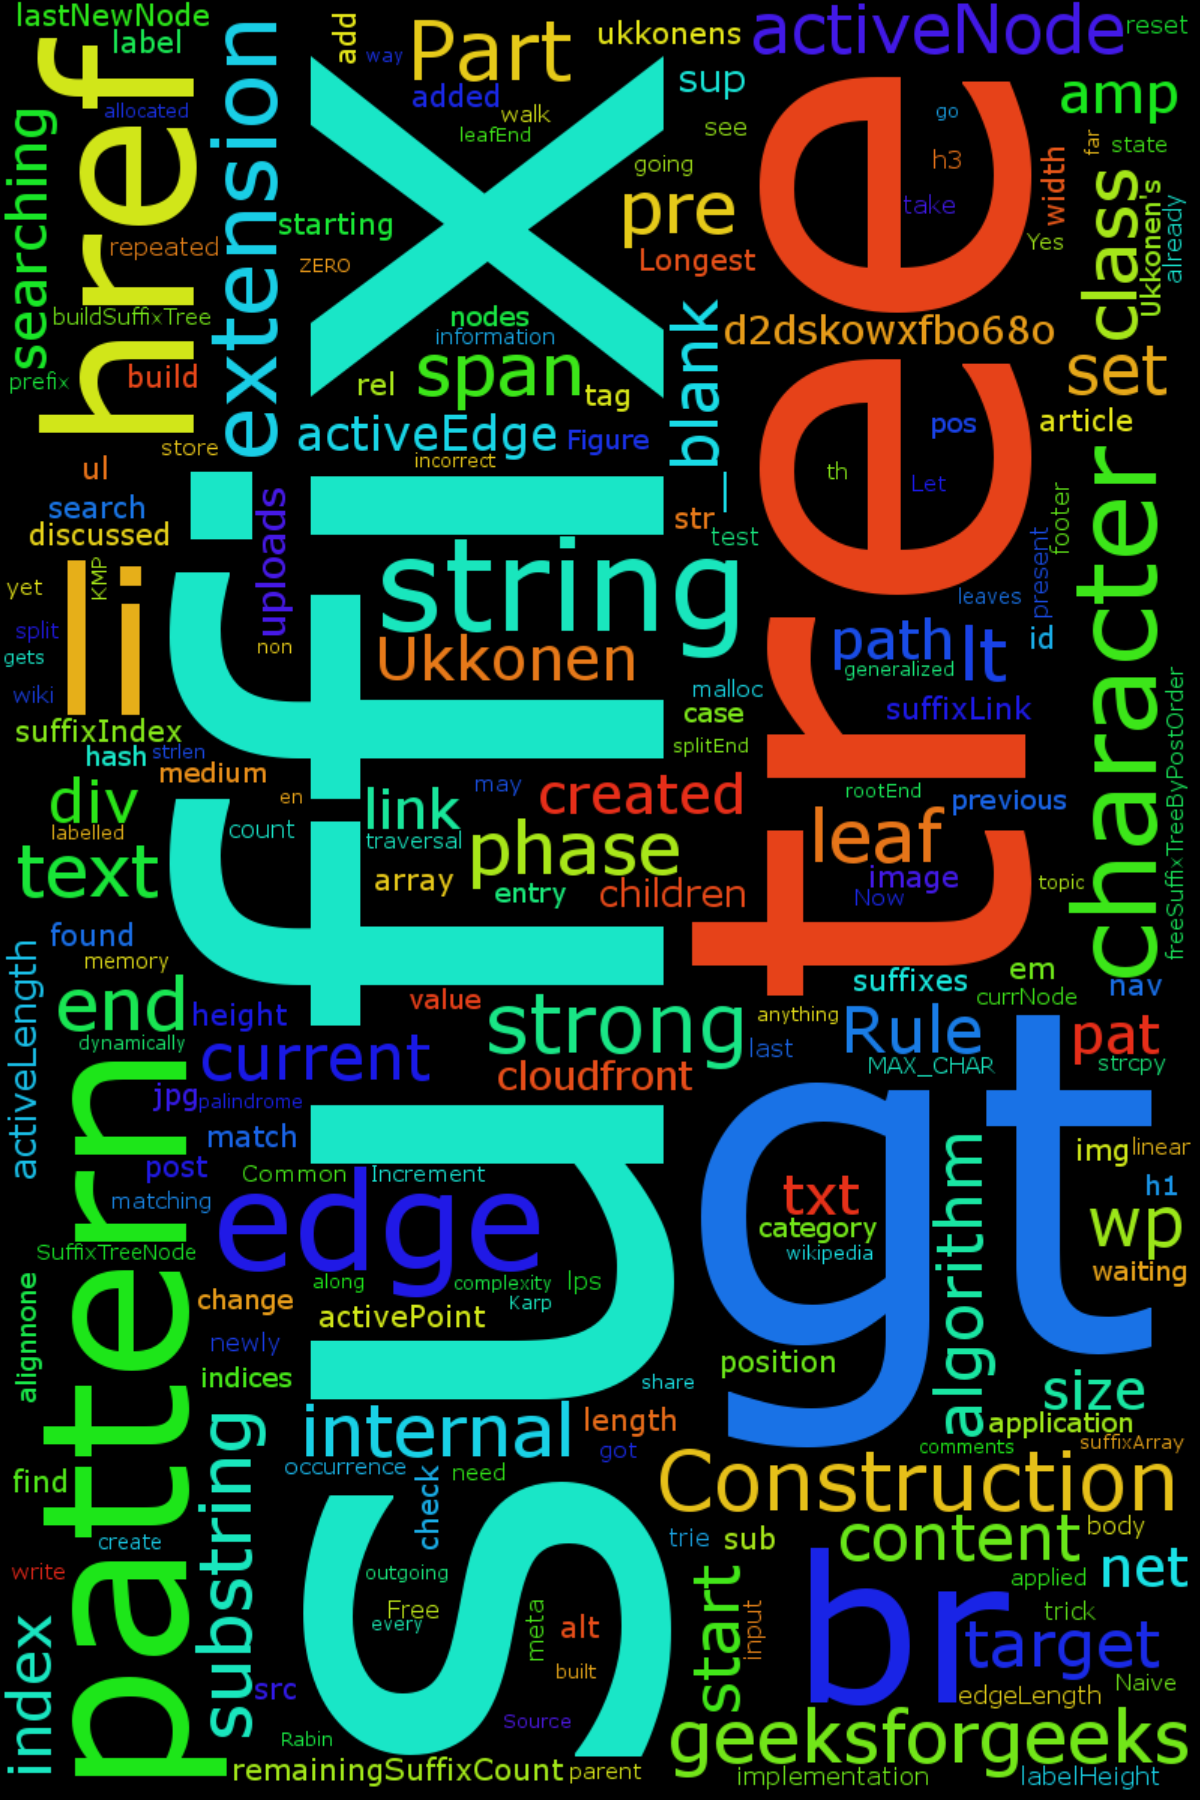 lastNewNode
label
add
way
Part
ukkonens
activeNode
reset
href
extension
added
walk
leafEnd
sup
see
going
amp
go
h3
take
far
state
width
class
Ukkonen's
already
Yes
allocated
searching
repeated
starting
ZERO
pre
Longest
buildSuffixTree
prefix
build
store
nodes
information
rel
span
tag
_blank
d2dskowxfbo68o
set
article
activeEdge
Figure
incorrect
pos
th
Let
ul
search
discussed
uploads
suffix
tree
str
test
footer
present
character
yet
KMP
li
split
gets
wiki
non
string
Ukkonen
leaves
path
It
id
generalized
suffixLink
malloc
case
splitEnd
suffixIndex
hash
strlen
medium
en
may
created
rootEnd
previous
freeSuffixTreeByPostOrder
div
labelled
count
link
traversal
phase
leaf
text
array
entry
children
image
Now
topic
found
memory
activeLength
suffixes
em
currNode
nav
end
height
value
strong
anything
last
Rule
MAX_CHAR
pat
strcpy
dynamically
current
cloudfront
jpg
palindrome
pattern
match
post
matching
Common
Increment
gt
img
linear
h1
txt
category
wikipedia
algorithm
wp
waiting
SuffixTreeNode
edge
along
complexity
lps
Karp
alignnone
change
activePoint
newly
indices
position
share
size
substring
internal
length
got
application
comments
suffixArray
occurrence
need
check
Construction
find
create
write
trie
sub
content
body
net
applied
outgoing
Free
every
meta
alt
built
start
input
br
trick
target
index
src
Source
edgeLength
Naive
Rabin
geeksforgeeks
remainingSuffixCount
parent
implementation
labelHeight